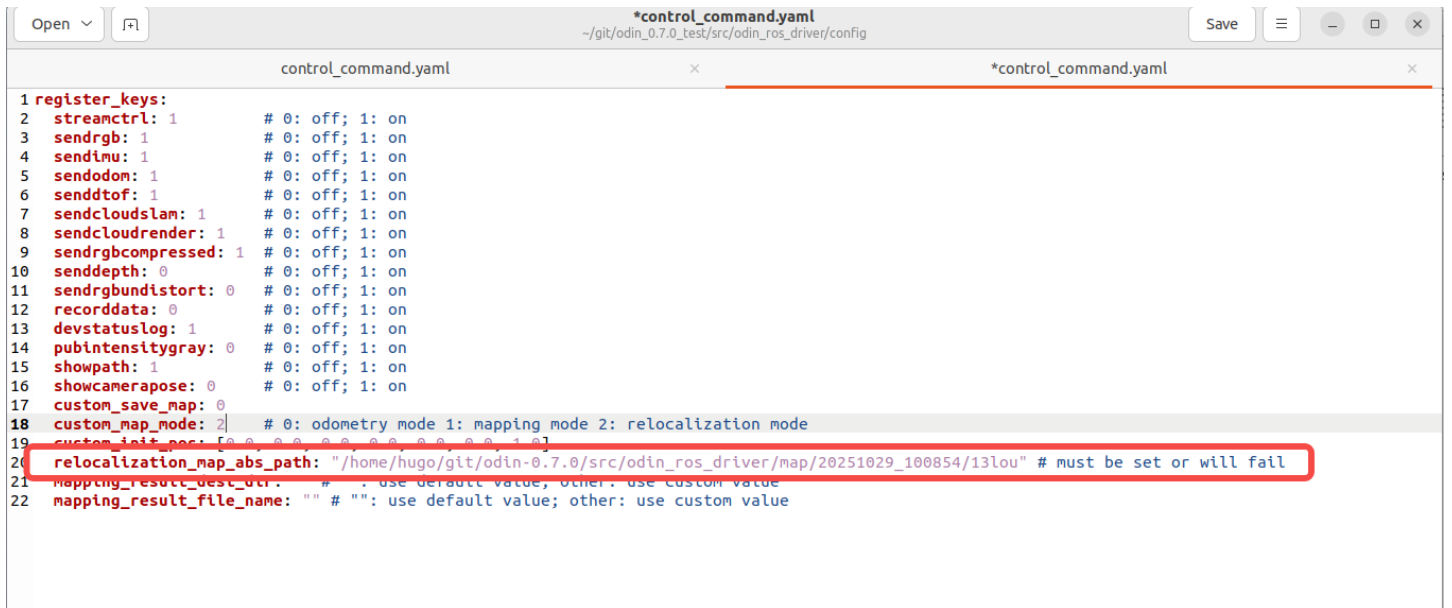 Open
*control_command.yaml
~/git/odin_0.7.0_test/src/odin_ros_driver/config
Save
control_command.yaml
*control_command.yaml
1 register_keys:
2 streamctrl: 1 # 0: off; 1: on
3 sendrgb: 1 # 0: off; 1: on
4 sendimu: 1 # 0: off; 1: on
5 sendodom: 1 # 0: off; 1: on
6 senddtof: 1 # 0: off; 1: on
7 sendcloudslam: 1 # 0: off; 1: on
8 sendcloudrender: 1 # 0: off; 1: on
9 sendrgbcompressed: 1 # 0: off; 1: on
10 senddepth: 0 # 0: off; 1: on
11 sendrgbundistort: 0 # 0: off; 1: on
12 recorddata: 0 # 0: off; 1: on
13 devstatuslog: 1 # 0: off; 1: on
14 pubintensitygray: 0 # 0: off; 1: on
15 showpath: 1 # 0: off; 1: on
16 showcamerapose: 0 # 0: off; 1: on
17 custom_save_map: 0
18 custom_map_mode: 2 # 0: odometry mode 1: mapping mode 2: relocalization mode
19 custom_init_pos: [0.0, 0.0, 0.0, 0.0, 0.0, 0.0, 1.0]
20 relocalization_map_abs_path: "/home/hugo/git/odin-0.7.0/src/odin_ros_driver/map/20251029_100854/13lou" # must be set or will fail
21 mapping_result_dest_dir: # : use default value; other: use custom value
22 mapping_result_file_name: "" # "": use default value; other: use custom value